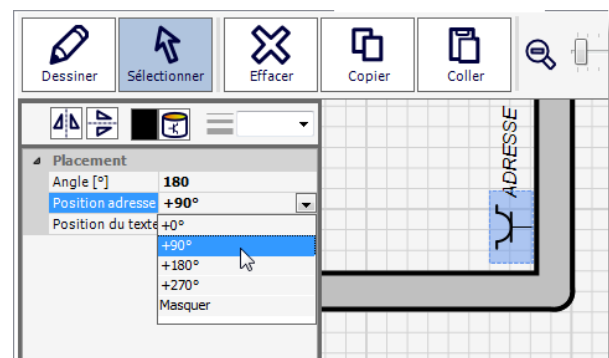 Dessiner Sélectionner Effacer Copier Coller
Placement
Angle [°] 180
Position adresse +90°
Position du texte +0°
+90°
+180°
+270°
Masquer
ADRESSE